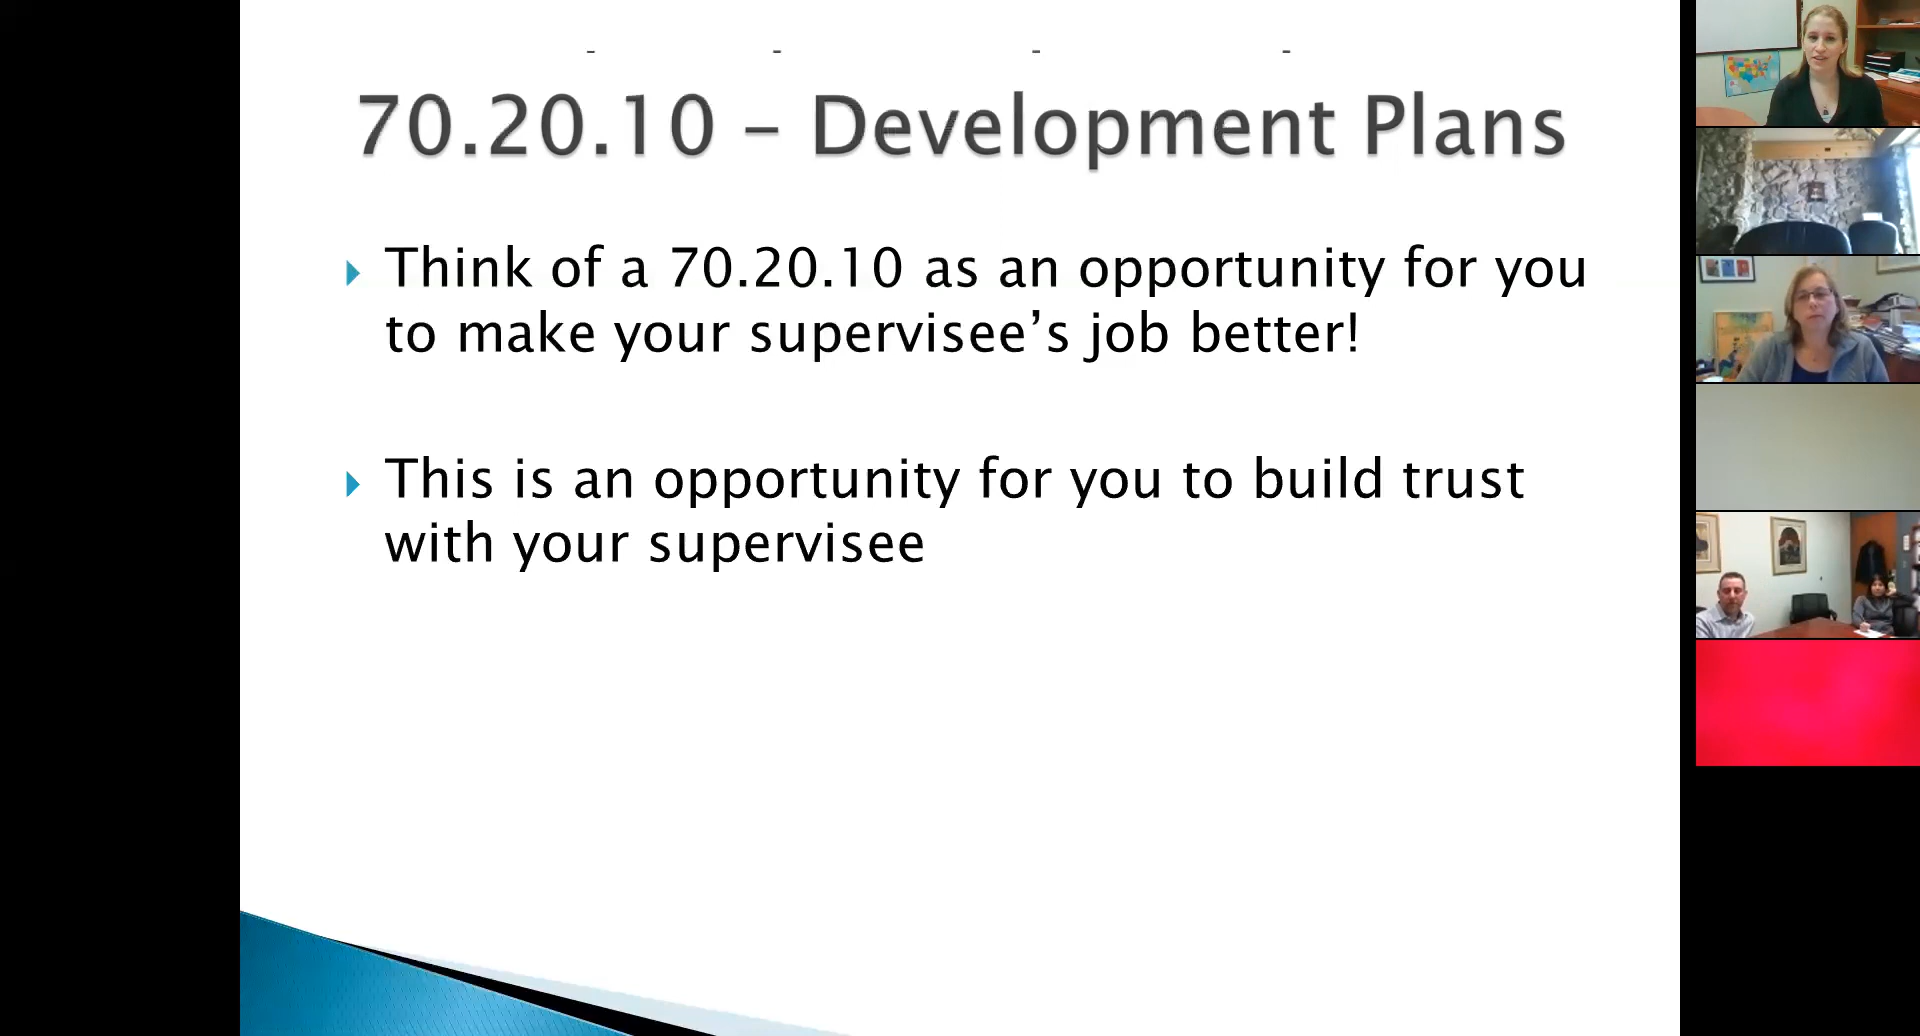 70.20.10 – Development Plans
Think of a 70.20.10 as an opportunity for you
to make your supervisee’s job better!
This is an opportunity for you to build trust
with your supervisee